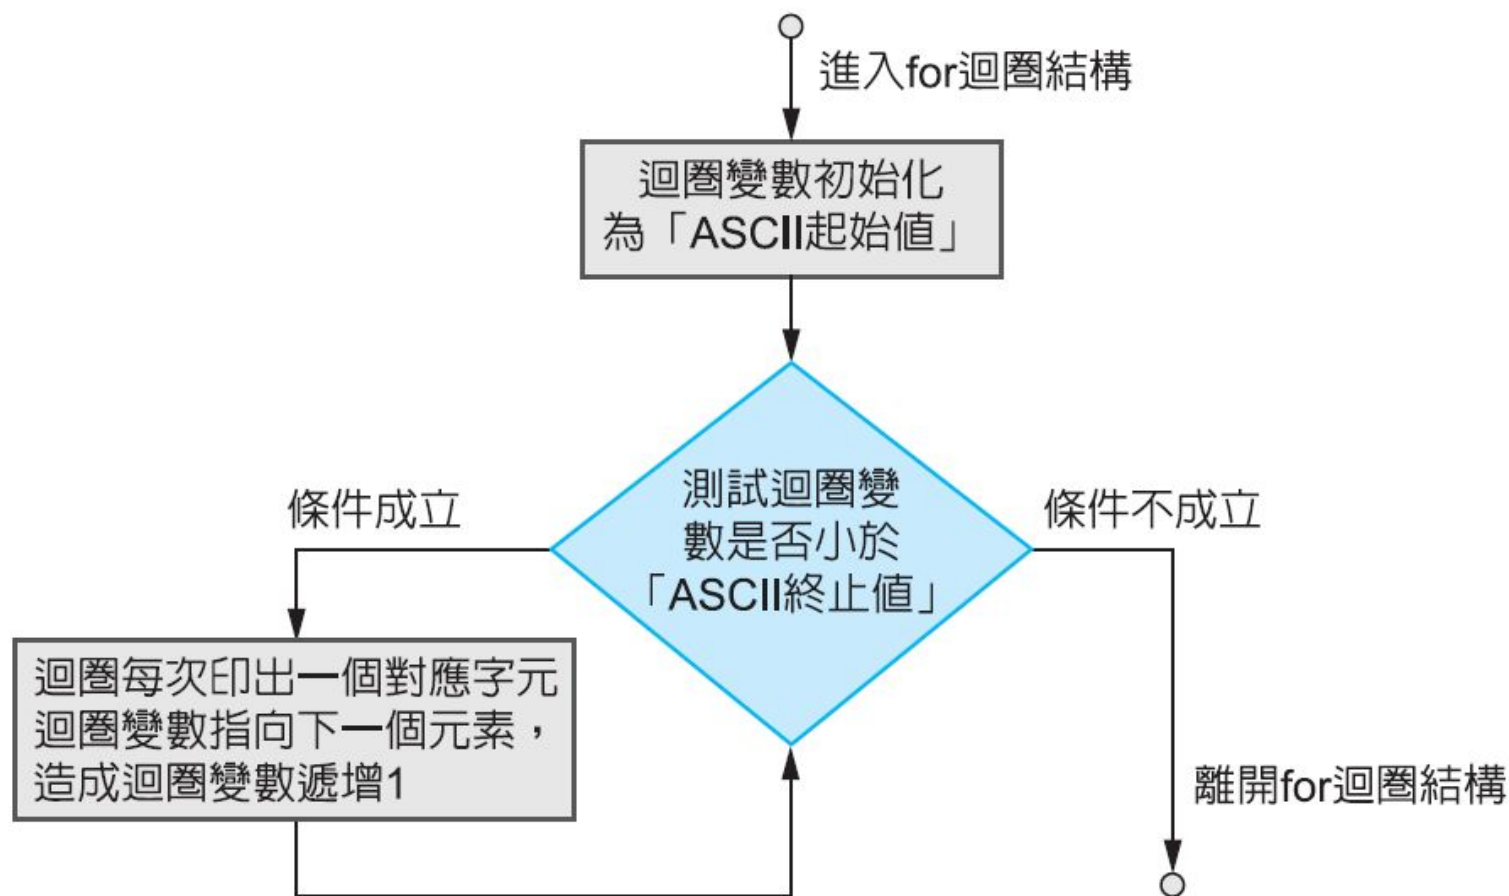 進入for迴圈結構
迴圈變數初始化
為「ASCII起始值」
測試迴圈變
數是否小於
「ASCII終止值」
條件成立
條件不成立
迴圈每次印出一個對應字元
迴圈變數指向下一個元素，
造成迴圈變數遞增1
離開for迴圈結構